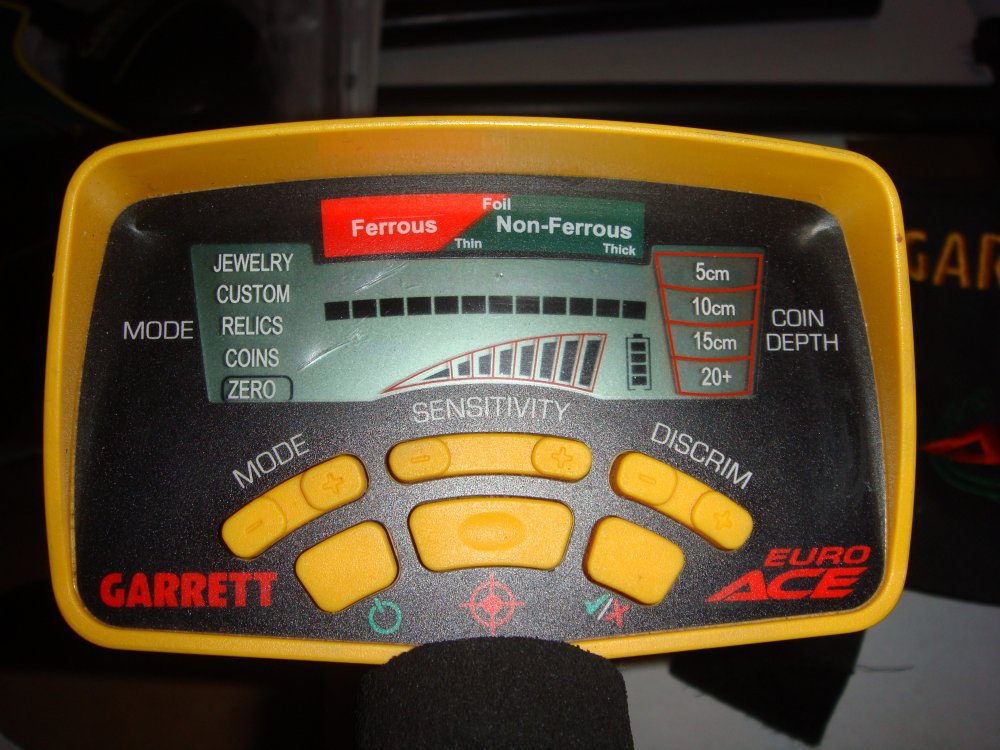 Foil
Ferrous
Non-Ferrous
Thin
Thick
JEWELRY
CUSTOM
RELICS
COINS
ZERO
MODE
5cm
10cm
15cm
20+
COIN
DEPTH
SENSITIVITY
MODE
DISCRIM
- +
- +
- +
GARRETT
EURO
ACE
GAR